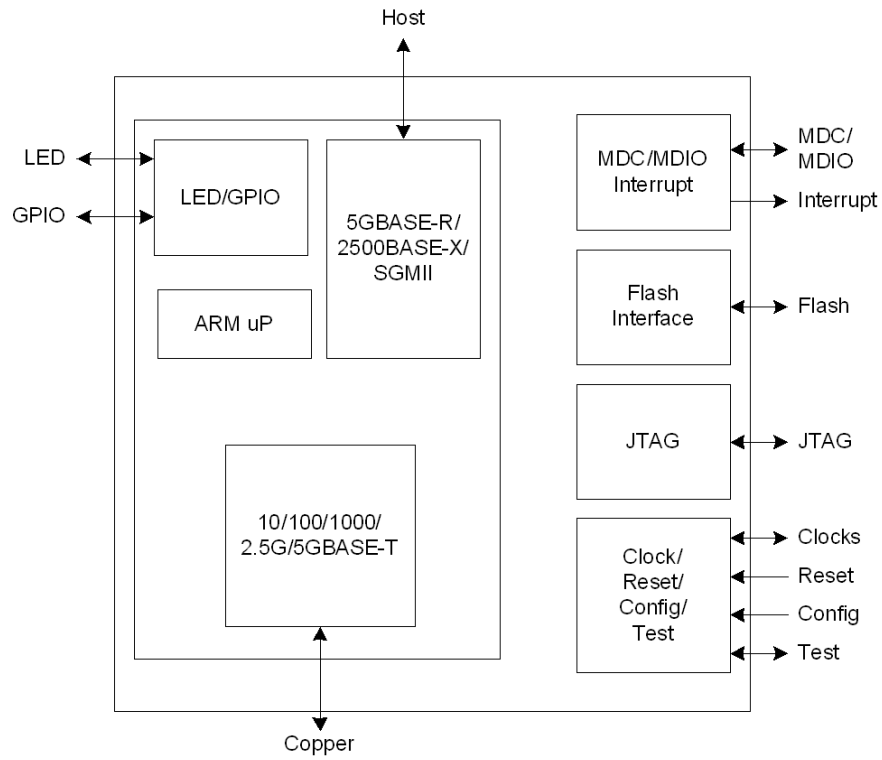 Host
LED
GPIO
LED/GPIO
5GBASE-R/
2500BASE-X/
SGMII
ARM uP
10/100/1000/
2.5G/5GBASE-T
Copper
MDC/MDIO
Interrupt
MDC/
MDIO
Interrupt
Flash
Interface
Flash
JTAG
JTAG
Clock/
Reset/
Config/
Test
Clocks
Reset
Config
Test